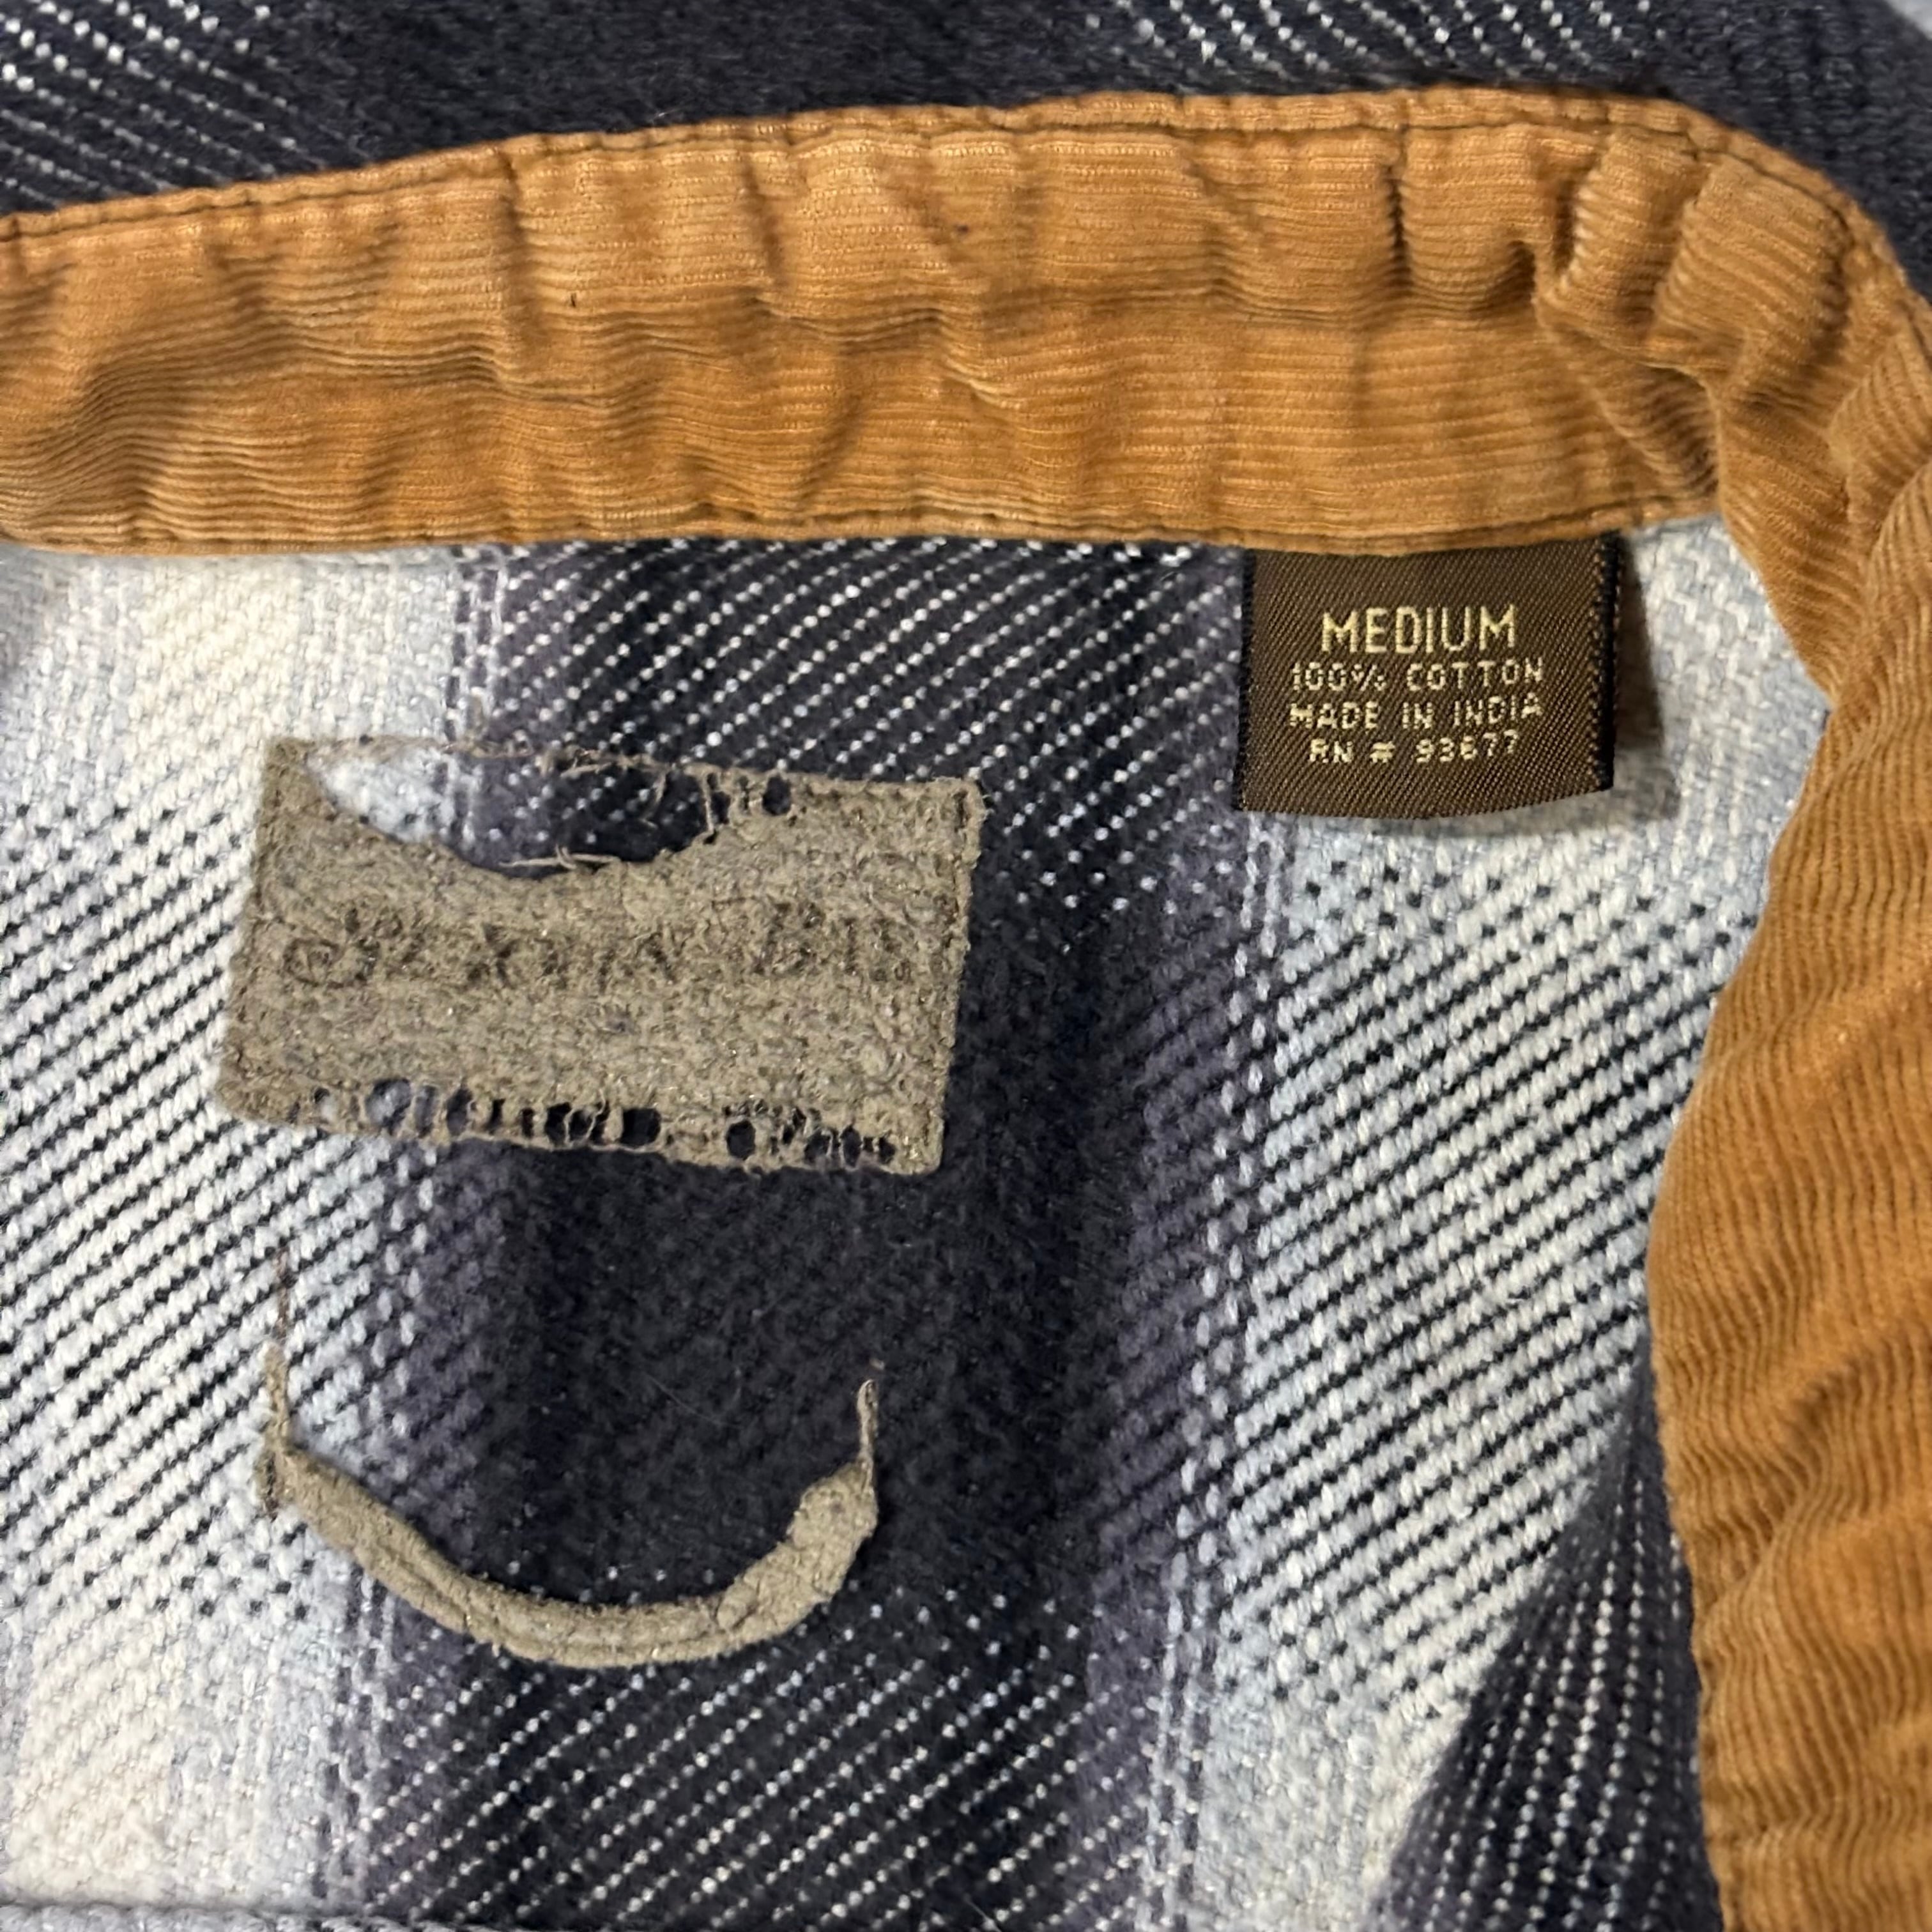 MEDIUM
100% COTTON
MADE IN INDIA
RN # 93677